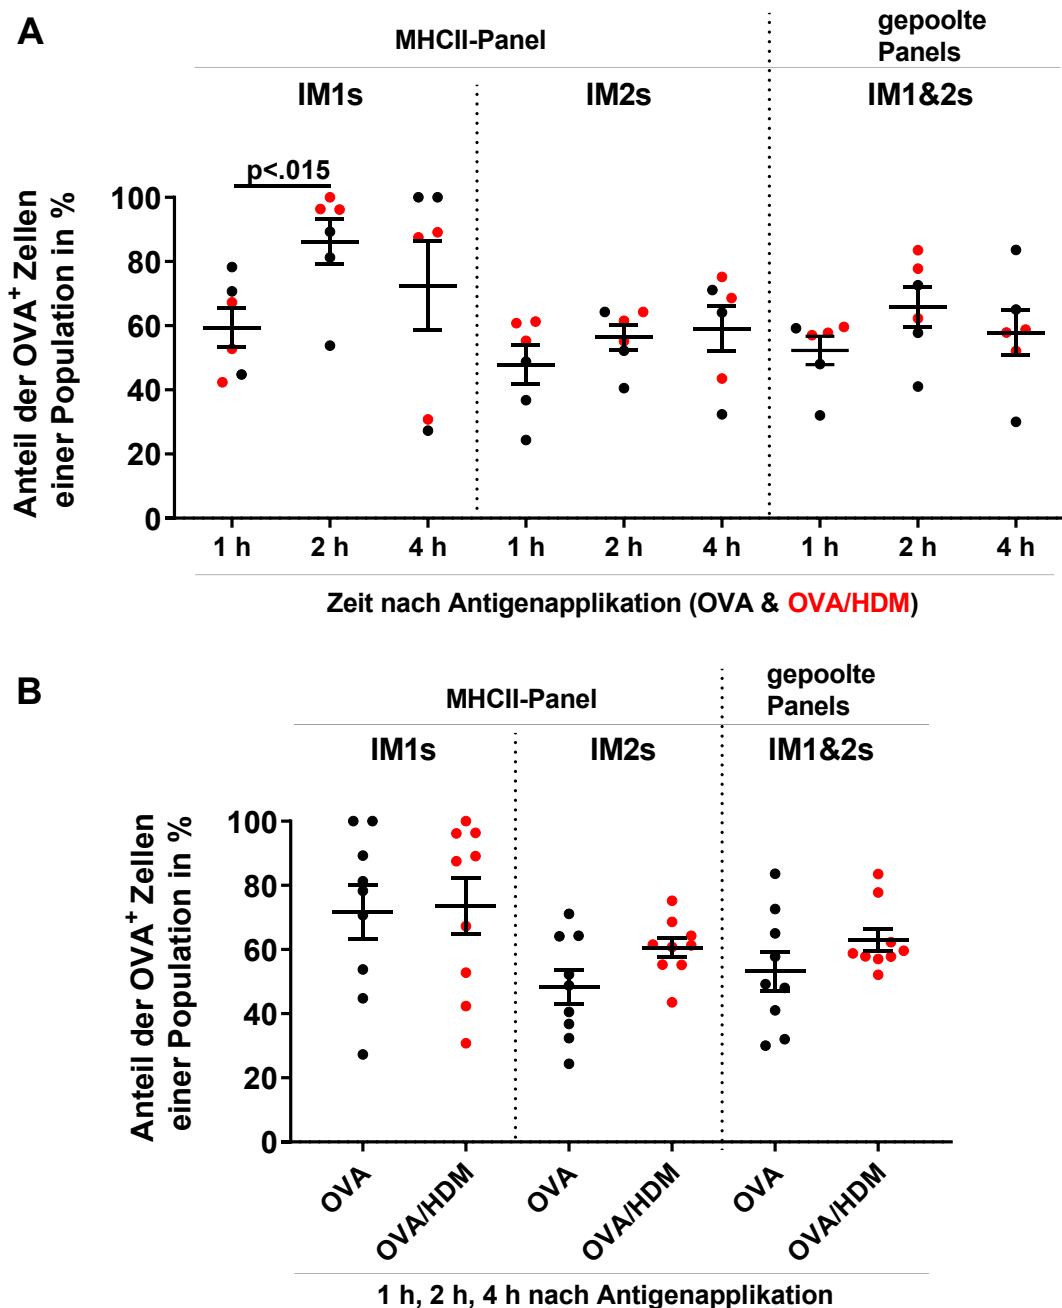 A
MHCII-Panel
gepoolte
Panels
IM1s
IM2s
IM1&2s
p<.015
Anteil der OVA⁺ Zellen
einer Population in %
100
80
60
40
20
0
1 h
2 h
4 h
1 h
2 h
4 h
1 h
2 h
4 h
Zeit nach Antigenapplikation (OVA & OVA/HDM)
B
MHCII-Panel
gepoolte
Panels
IM1s
IM2s
IM1&2s
Anteil der OVA⁺ Zellen
einer Population in %
100
80
60
40
20
0
OVA
OVA/HDM
OVA
OVA/HDM
OVA
OVA/HDM
1 h, 2 h, 4 h nach Antigenapplikation